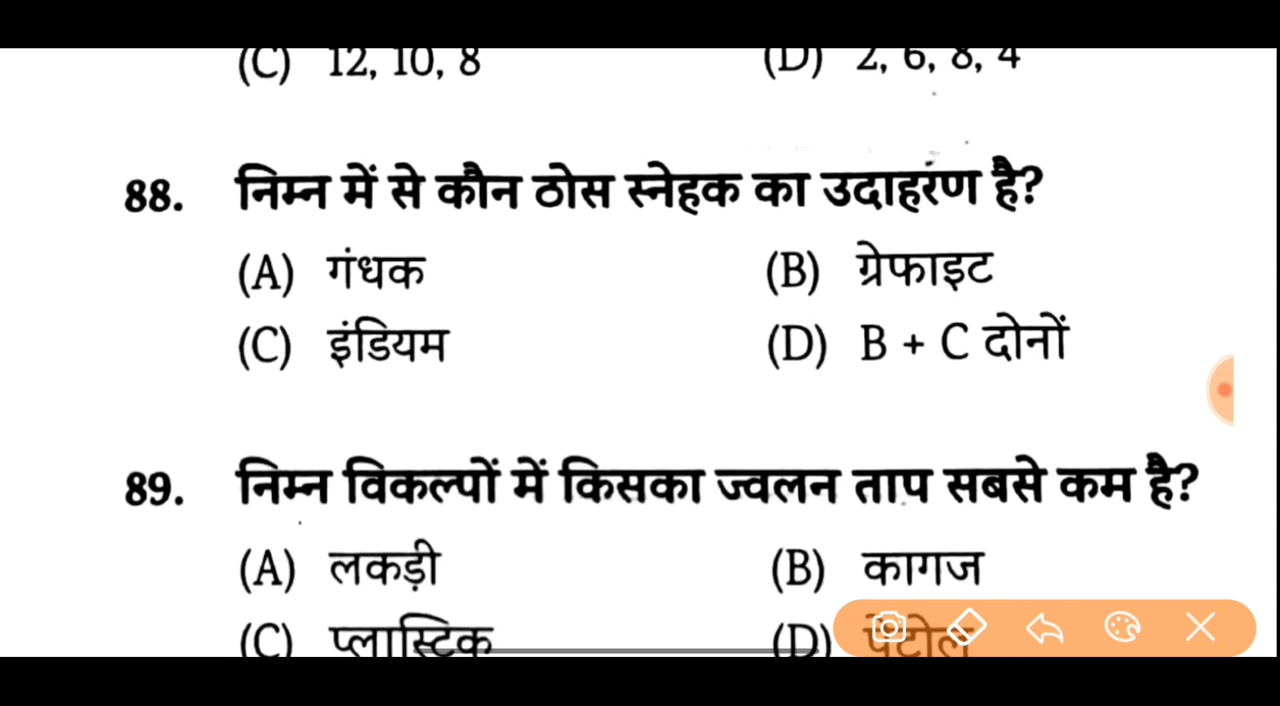 (C) 12, 10, 8 (D) 2, 6, 8, 4
88. निम्न में से कौन ठोस स्नेहक का उदाहरण है?
(A) गंधक (B) ग्रेफाइट
(C) इंडियम (D) B + C दोनों
89. निम्न विकल्पों में किसका ज्वलन ताप सबसे कम है?
(A) लकड़ी (B) कागज
(C) प्लास्टिक (D) पेटोल